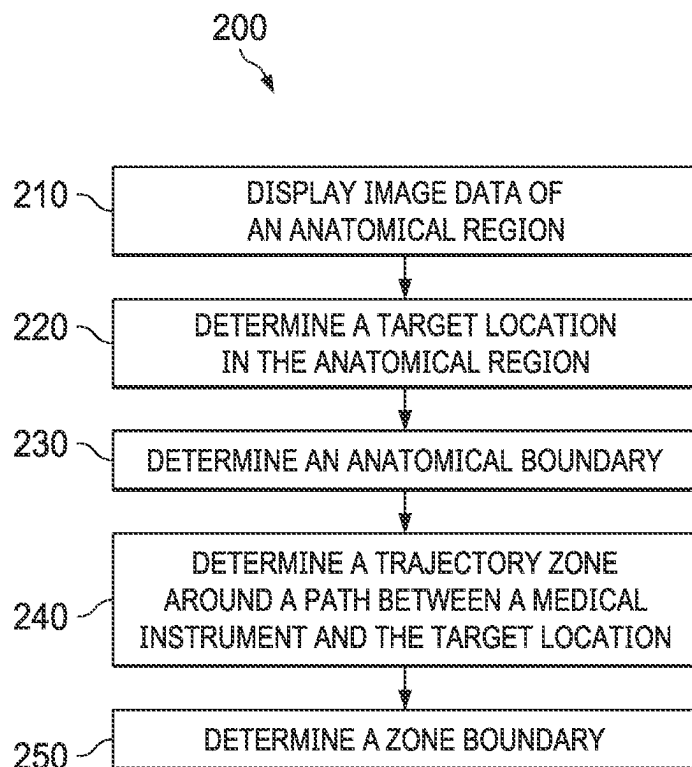 200
210
DISPLAY IMAGE DATA OF
AN ANATOMICAL REGION
220
DETERMINE A TARGET LOCATION
IN THE ANATOMICAL REGION
230
DETERMINE AN ANATOMICAL BOUNDARY
240
DETERMINE A TRAJECTORY ZONE
AROUND A PATH BETWEEN A MEDICAL
INSTRUMENT AND THE TARGET LOCATION
250
DETERMINE A ZONE BOUNDARY